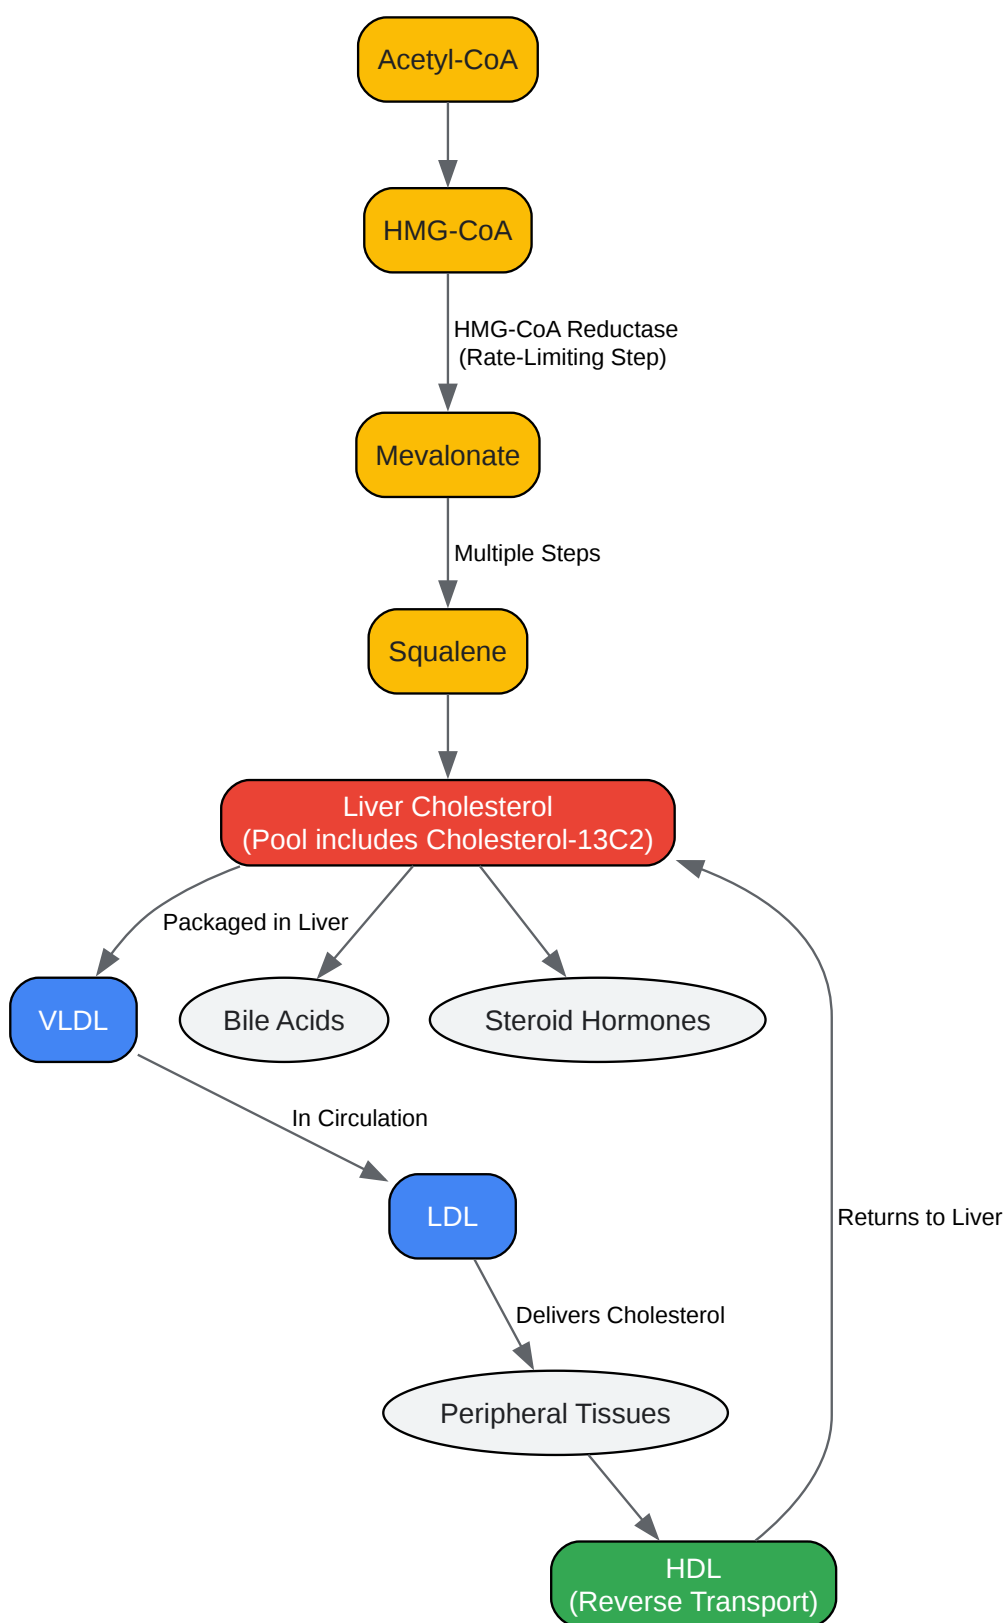 Acetyl-CoA
HMG-CoA
HMG-CoA Reductase
(Rate-Limiting Step)
Mevalonate
Multiple Steps
Squalene
Liver Cholesterol
(Pool includes Cholesterol-13C2)
Packaged in Liver
VLDL
Bile Acids
Steroid Hormones
In Circulation
LDL
Returns to Liver
Delivers Cholesterol
Peripheral Tissues
HDL
(Reverse Transport)